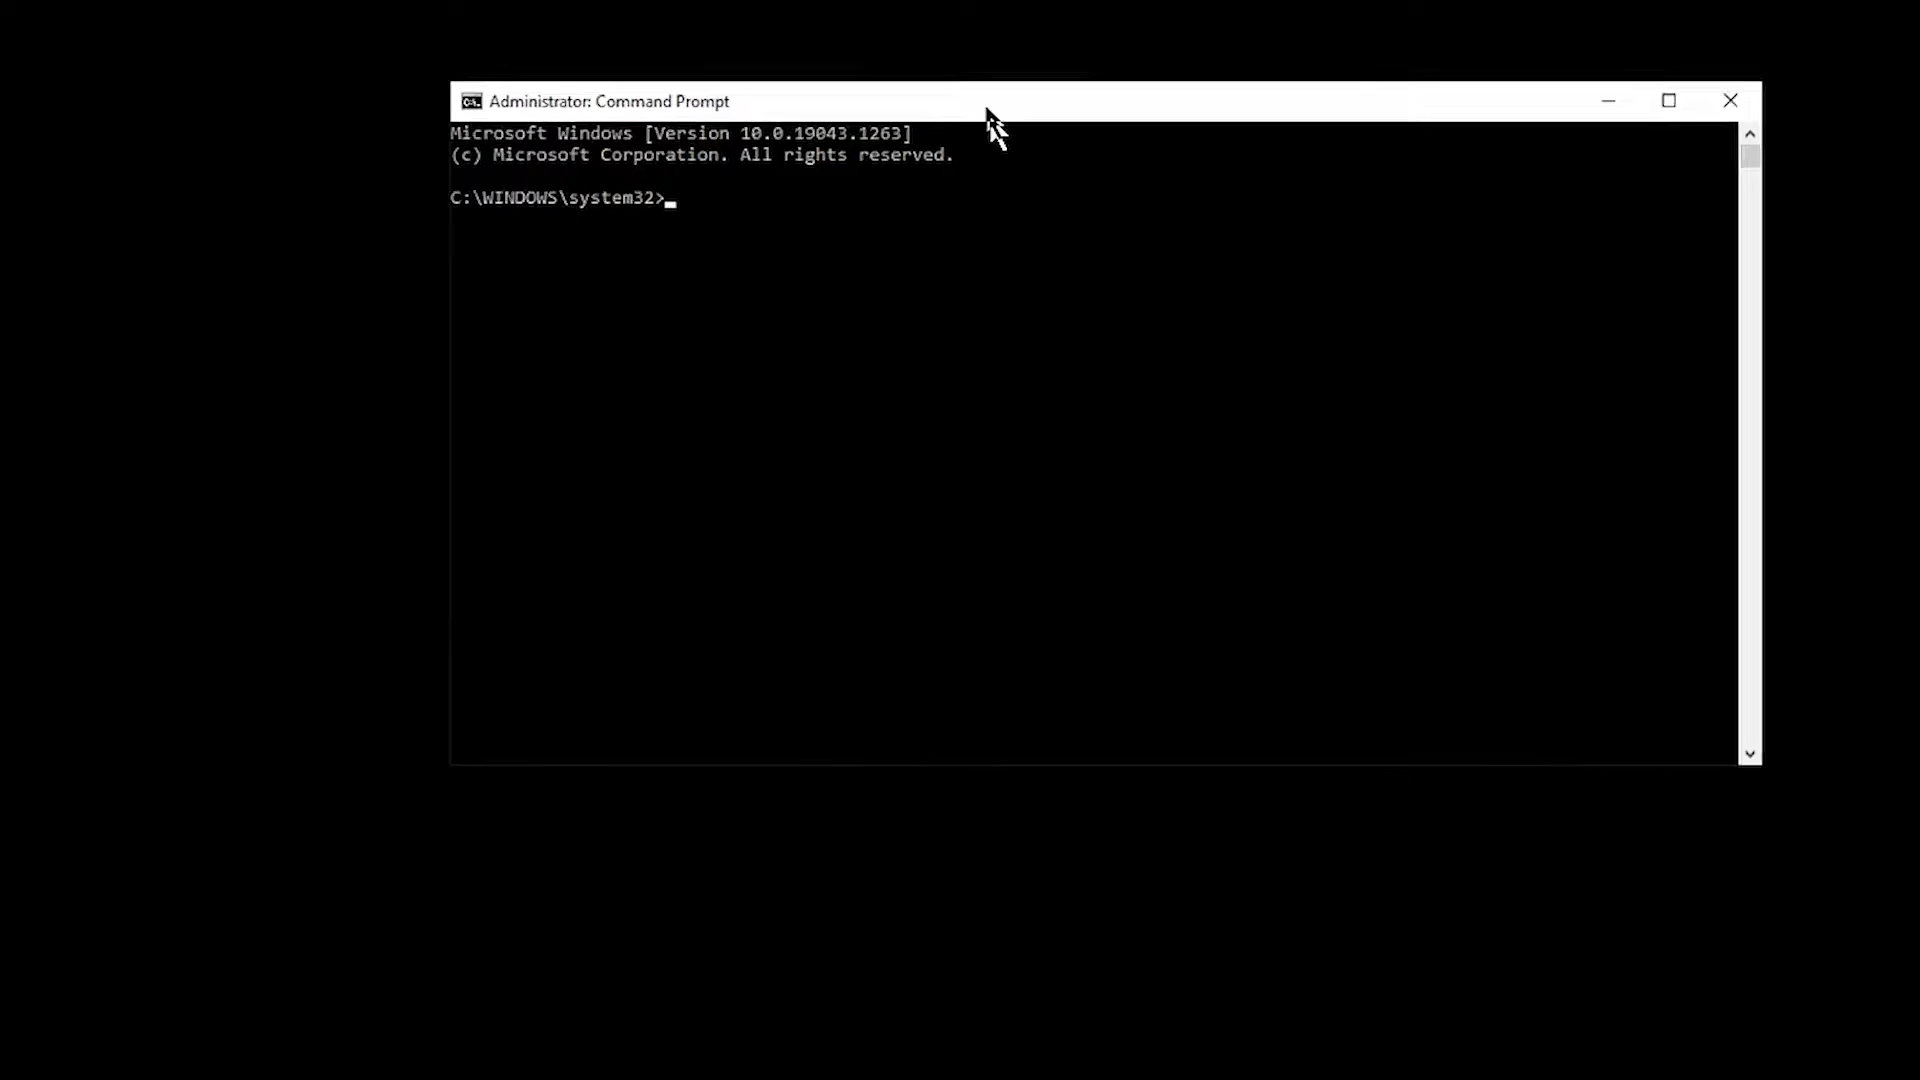 Administrator: Command Prompt
Microsoft Windows [Version 10.0.19043.1263]
(c) Microsoft Corporation. All rights reserved.
C:\WINDOWS\system32>